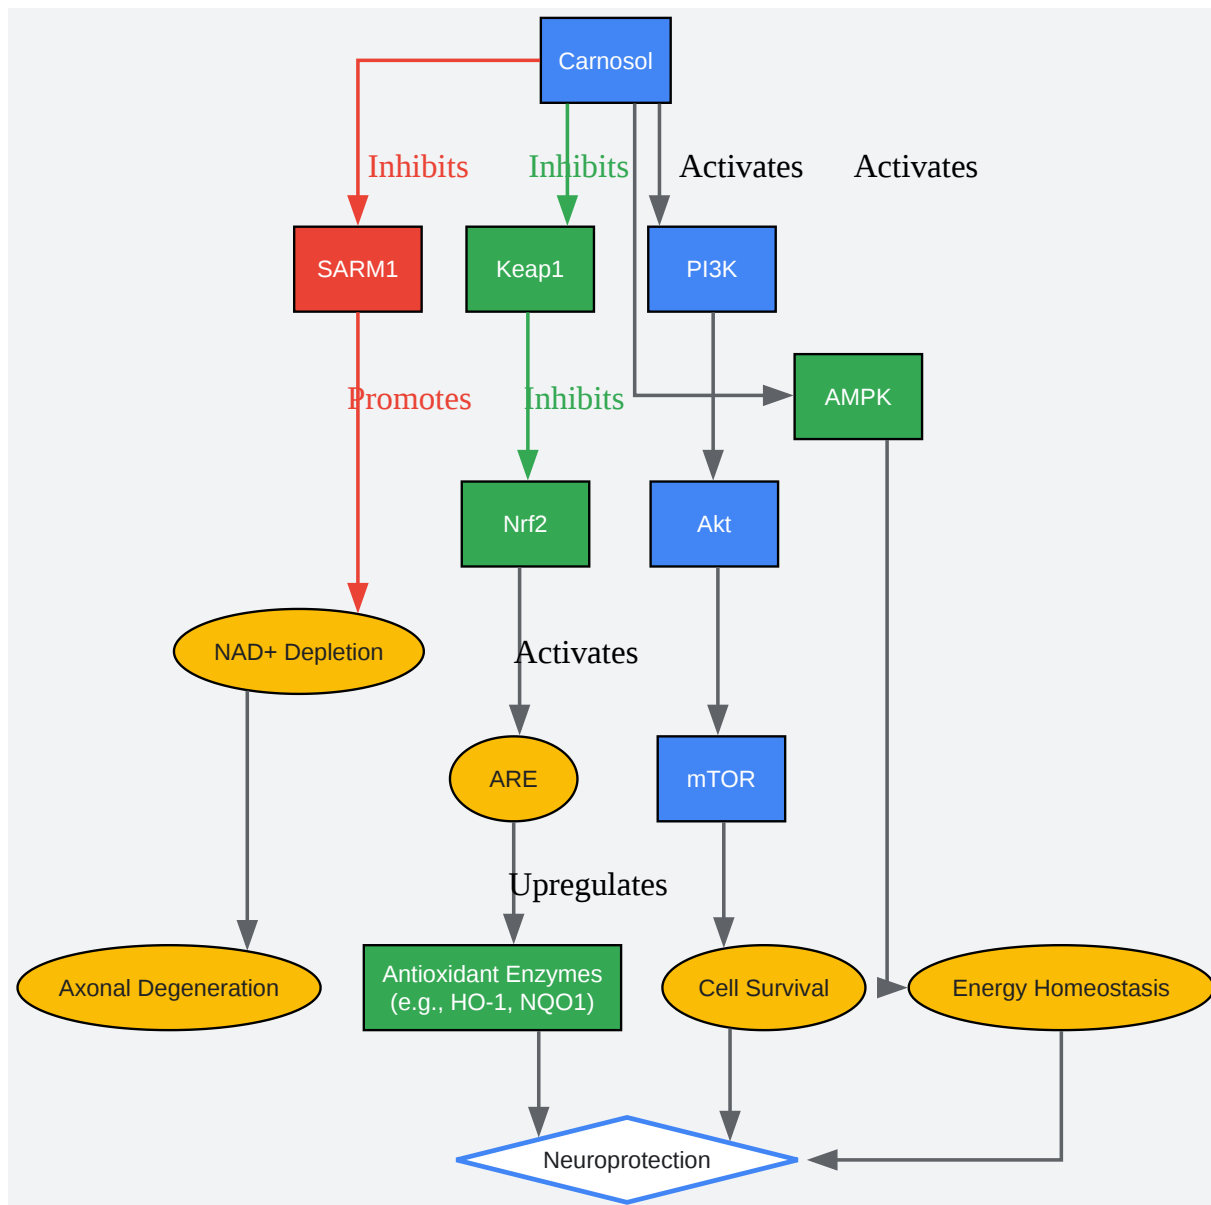 Carnosol
Inhibits
Inhibits
Activates
Activates
SARM1
Keap1
PI3K
Promotes
Inhibits
AMPK
Nrf2
Akt
NAD+ Depletion
Activates
ARE
mTOR
Upregulates
Axonal Degeneration
Antioxidant Enzymes
(e.g., HO-1, NQO1)
Cell Survival
Energy Homeostasis
Neuroprotection